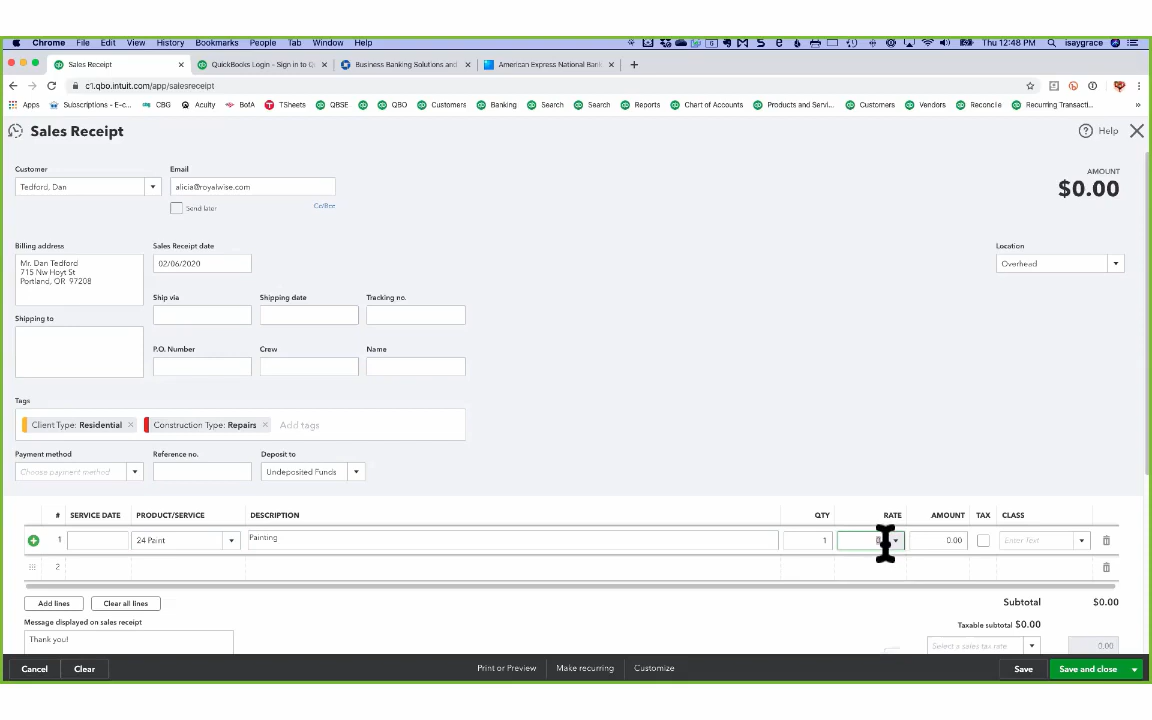 Chrome File Edit View History Bookmarks People Tab Window Help Thu 12:48 PM isaygrace
Sales Receipt QuickBooks Login - Sign in to Q Business Banking Solutions and American Express National Bank
c1.qbo.intuit.com/app/salesreceipt
Apps Subscriptions - E-c... CBG Acuity BofA TSheets QBSE QBO Customers Banking Search Search Reports Chart of Accounts Products and Servi... Customers Vendors Reconcile Recurring Transacti... »
Sales Receipt Help
Customer Email AMOUNT
Tedford, Dan alicia@royalwise.com $0.00
Send later Cc/Bcc
Billing address Sales Receipt date Location
Mr. Dan Tedford
715 Nw Hoyt St
Portland, OR 97208
02/06/2020 Overhead
Ship via Shipping date Tracking no.
Shipping to
P.O. Number Crew Name
Tags
Client Type: Residential Construction Type: Repairs Add tags
Payment method Reference no. Deposit to
Choose payment method Undeposited Funds
# SERVICE DATE PRODUCT/SERVICE DESCRIPTION QTY RATE AMOUNT TAX CLASS
1 24 Paint Painting 1 0.00 Enter Text
2
Add lines Clear all lines Subtotal $0.00
Message displayed on sales receipt Taxable subtotal $0.00
Thank you! Select a sales tax rate 0.00
Cancel Clear Print or Preview Make recurring Customize Save Save and close